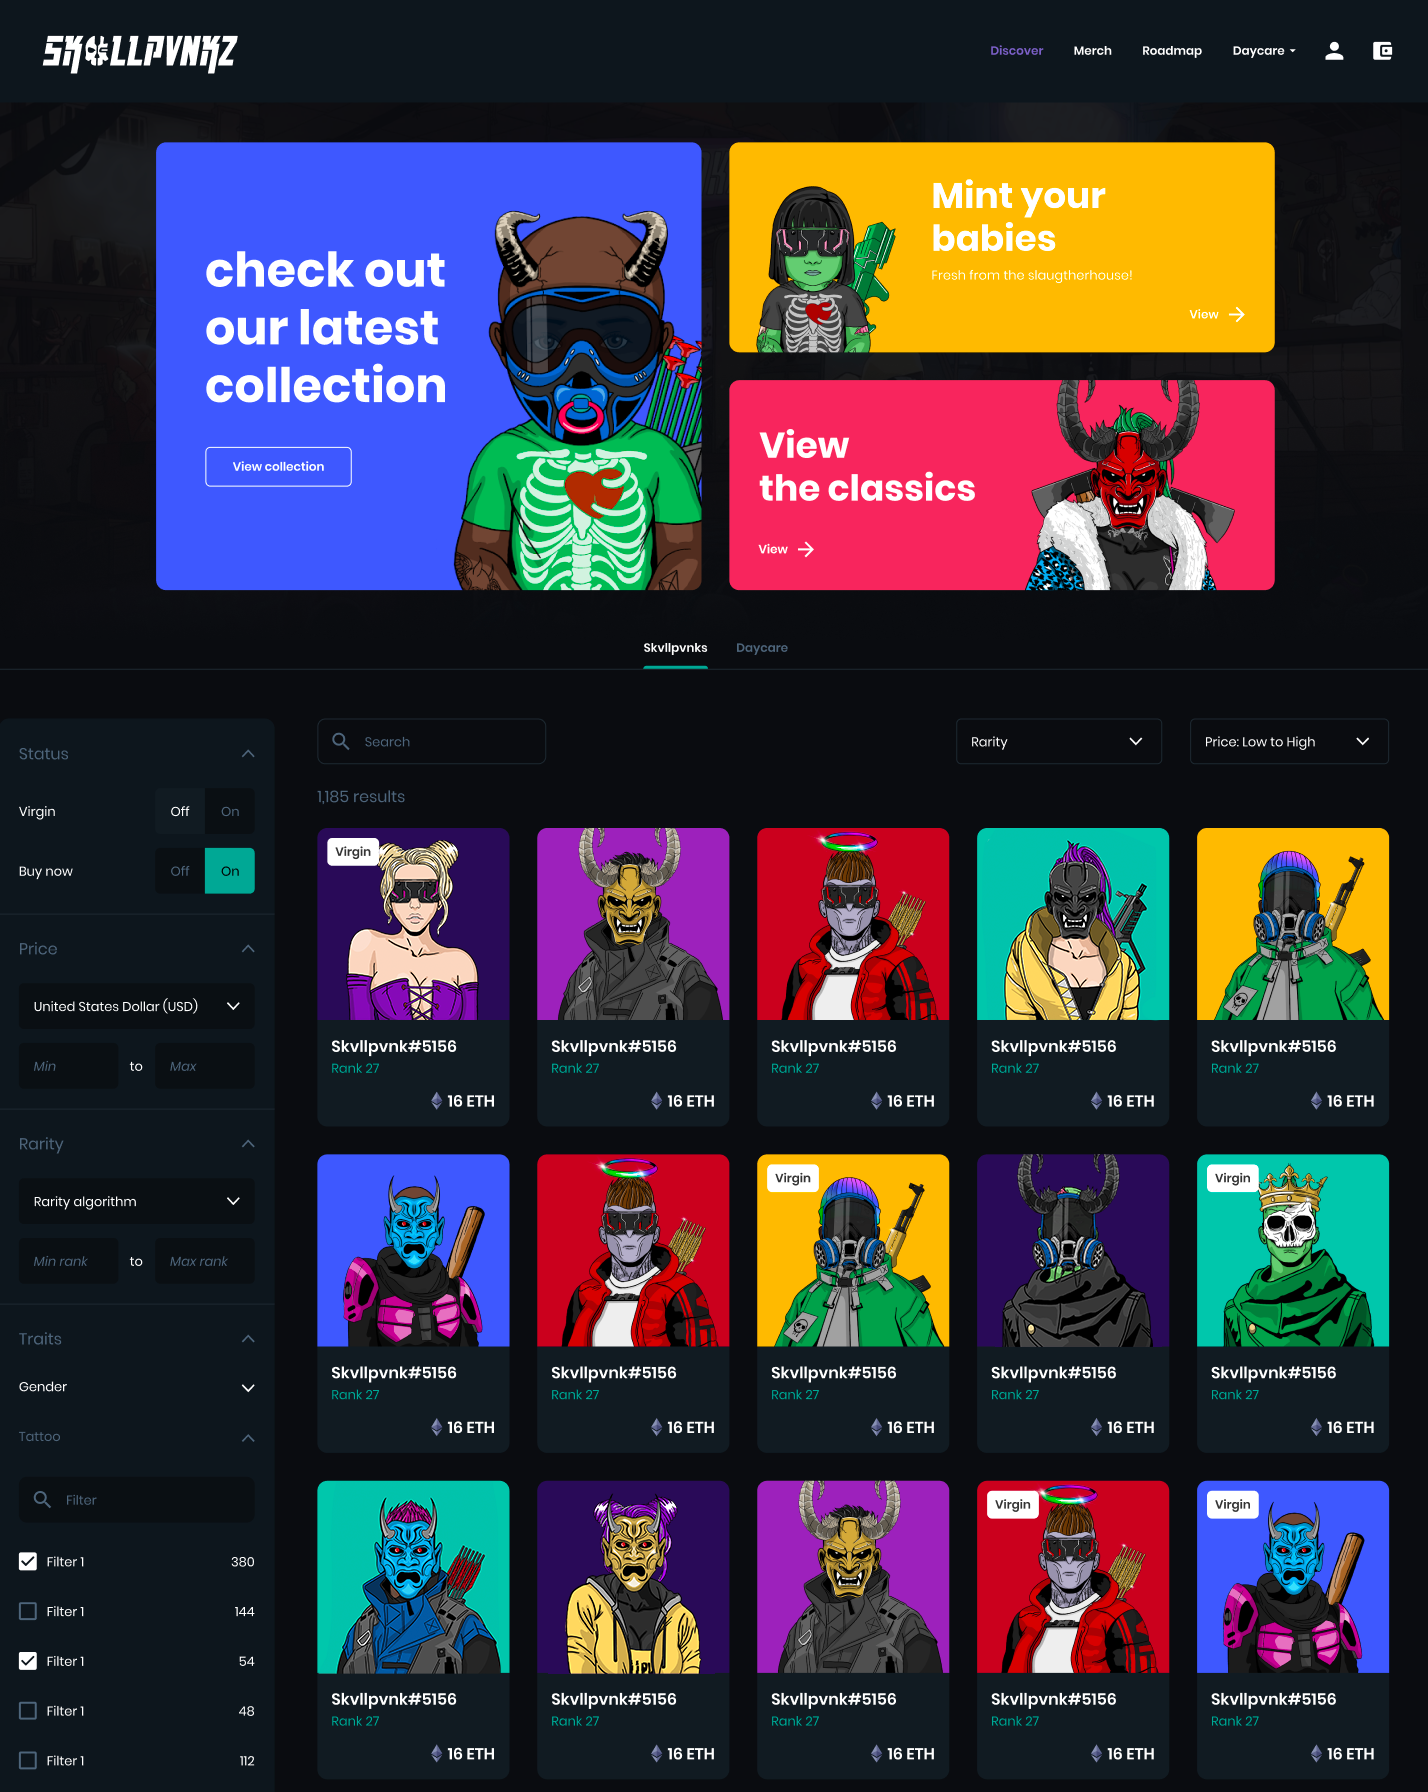 SKVLLPVNKZ
Discover
Merch
Roadmap
Daycare
check out
our latest
collection
View collection
Mint your
babies
Fresh from the slaugtherhouse!
View
View
the classics
View
Skvllpvnks
Daycare
Status
Virgin
Off
On
Buy now
Off
On
Price
United States Dollar (USD)
Min
to
Max
Rarity
Rarity algorithm
Min rank
to
Max rank
Traits
Gender
Tattoo
Filter
Filter 1
380
Filter 1
144
Filter 1
54
Filter 1
48
Filter 1
112
Search
Rarity
Price: Low to High
1,185 results
Virgin
Skvllpvnk#5156
Rank 27
16 ETH
Skvllpvnk#5156
Rank 27
16 ETH
Skvllpvnk#5156
Rank 27
16 ETH
Skvllpvnk#5156
Rank 27
16 ETH
Skvllpvnk#5156
Rank 27
16 ETH
Skvllpvnk#5156
Rank 27
16 ETH
Skvllpvnk#5156
Rank 27
16 ETH
Virgin
Skvllpvnk#5156
Rank 27
16 ETH
Skvllpvnk#5156
Rank 27
16 ETH
Virgin
Skvllpvnk#5156
Rank 27
16 ETH
Skvllpvnk#5156
Rank 27
16 ETH
Skvllpvnk#5156
Rank 27
16 ETH
Skvllpvnk#5156
Rank 27
16 ETH
Virgin
Skvllpvnk#5156
Rank 27
16 ETH
Virgin
Skvllpvnk#5156
Rank 27
16 ETH